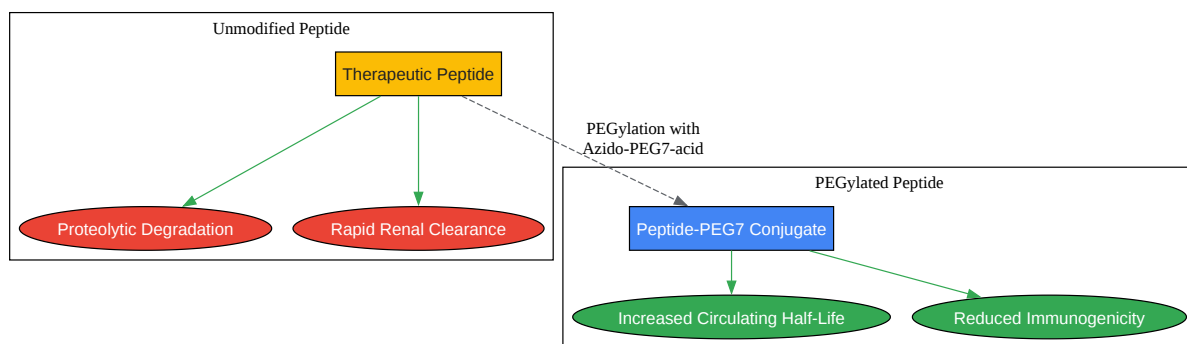 Unmodified Peptide
Therapeutic Peptide
PEGylation with
Azido-PEG7-acid
PEGylated Peptide
Proteolytic Degradation
Rapid Renal Clearance
Peptide-PEG7 Conjugate
Increased Circulating Half-Life
Reduced Immunogenicity